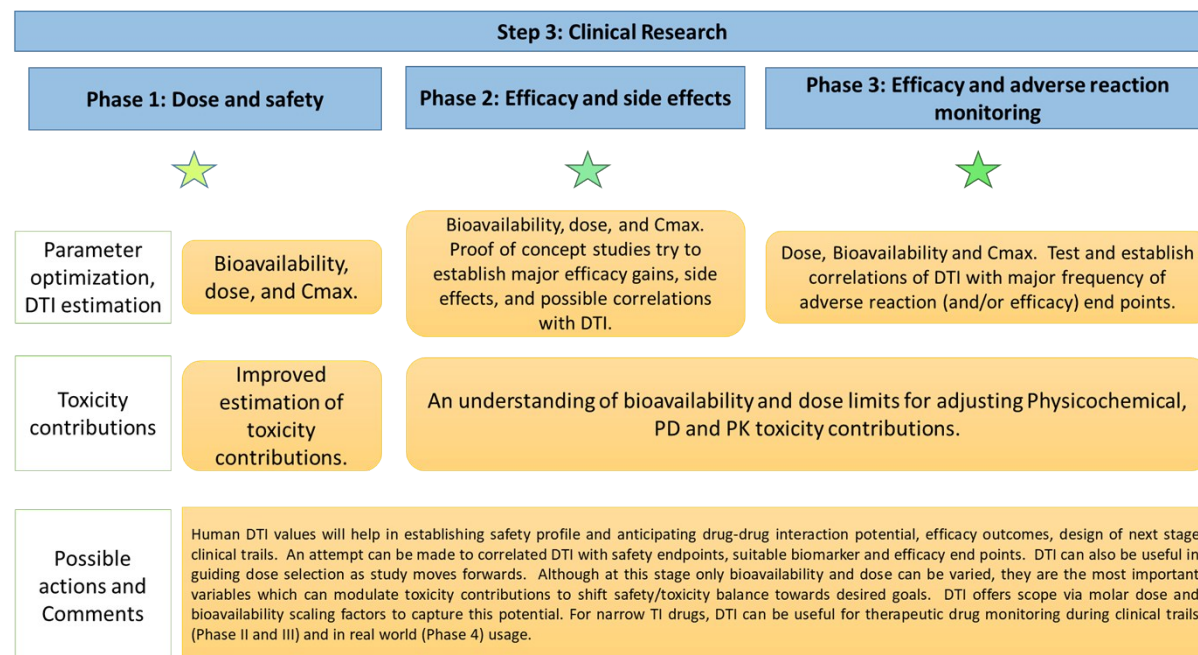 Step 3: Clinical Research
Phase 1: Dose and safety
Phase 2: Efficacy and side effects
Phase 3: Efficacy and adverse reaction
monitoring
Parameter
optimization,
DTI estimation
Bioavailability,
dose, and Cmax.
Bioavailability, dose, and Cmax.
Proof of concept studies try to
establish major efficacy gains, side
effects, and possible correlations
with DTI.
Dose, Bioavailability and Cmax. Test and establish
correlations of DTI with major frequency of
adverse reaction (and/or efficacy) end points.
Toxicity
contributions
Improved
estimation of
toxicity
contributions.
An understanding of bioavailability and dose limits for adjusting Physicochemical,
PD and PK toxicity contributions.
Possible
actions and
Comments
Human DTI values will help in establishing safety profile and anticipating drug-drug interaction potential, efficacy outcomes, design of next stage
clinical trails. An attempt can be made to correlated DTI with safety endpoints, suitable biomarker and efficacy end points. DTI can also be useful in
guiding dose selection as study moves forwards. Although at this stage only bioavailability and dose can be varied, they are the most important
variables which can modulate toxicity contributions to shift safety/toxicity balance towards desired goals. DTI offers scope via molar dose and
bioavailability scaling factors to capture this potential. For narrow TI drugs, DTI can be useful for therapeutic drug monitoring during clinical trails
(Phase II and III) and in real world (Phase 4) usage.